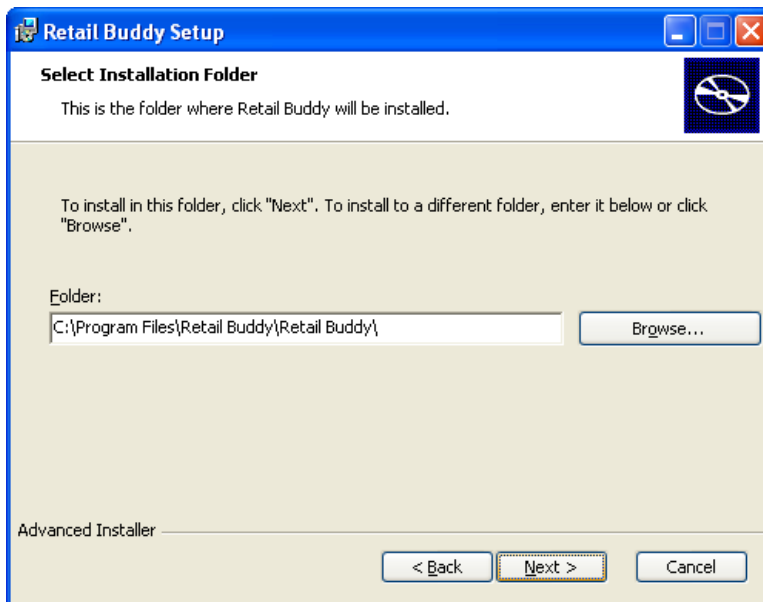 Retail Buddy Setup
Select Installation Folder
This is the folder where Retail Buddy will be installed.
To install in this folder, click "Next". To install to a different folder, enter it below or click
"Browse".
Folder:
C:\Program Files\Retail Buddy\Retail Buddy\
Browse...
Advanced Installer
< Back
Next >
Cancel